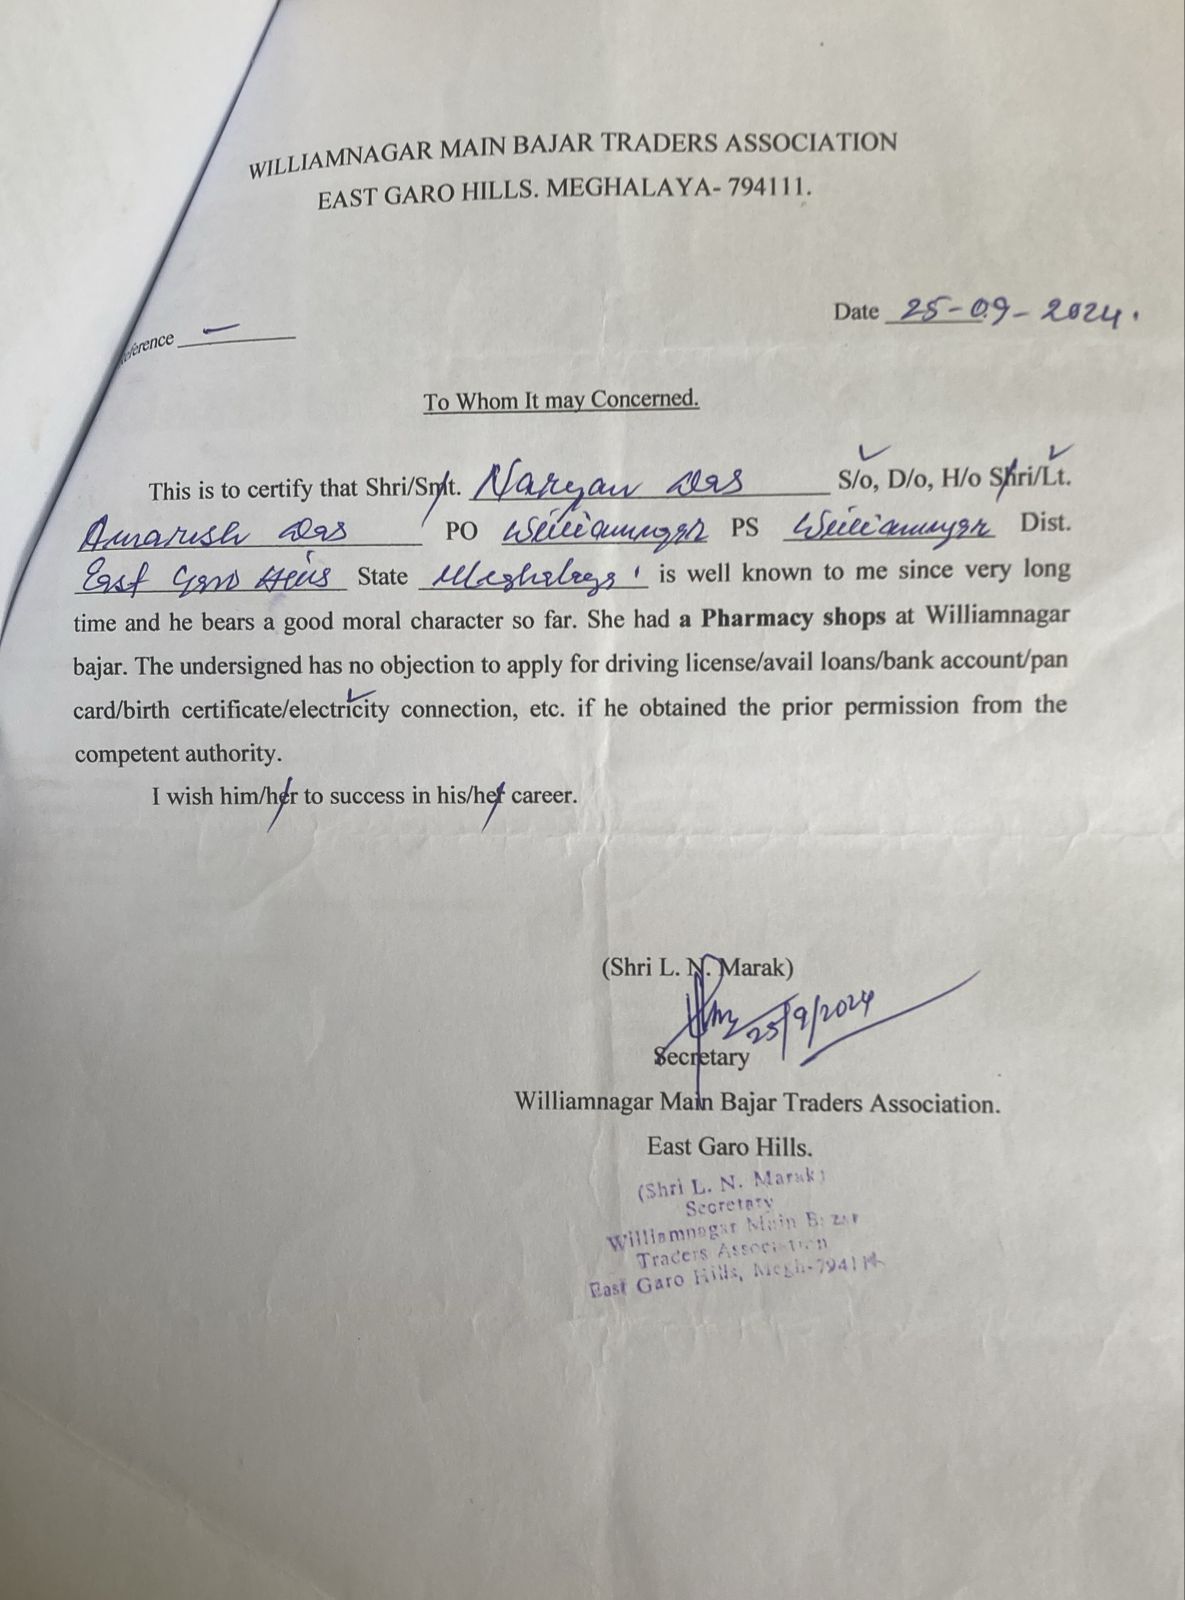 WILLIAMNAGAR MAIN BAJAR TRADERS ASSOCIATION
EAST GARO HILLS. MEGHALAYA- 794111.
Date 25-09-2024.
eference —
To Whom It may Concerned.
This is to certify that Shri/Smt. Naryan Das S/o, D/o, H/o Shri/Lt.
Amaresh Das PO Williamnagar PS Williamnagar Dist.
East Garo Hills State Meghalaya is well known to me since very long
time and he bears a good moral character so far. She had a Pharmacy shops at Williamnagar
bajar. The undersigned has no objection to apply for driving license/avail loans/bank account/pan
card/birth certificate/electricity connection, etc. if he obtained the prior permission from the
competent authority.
I wish him/her to success in his/her career.
(Shri L. N. Marak)
25/9/2024
Secretary
Williamnagar Main Bajar Traders Association.
East Garo Hills.
(Shri L. N. Marak)
Secretary
Williamnagar Main Bazar
Traders Association
East Garo Hills, Megh-794111